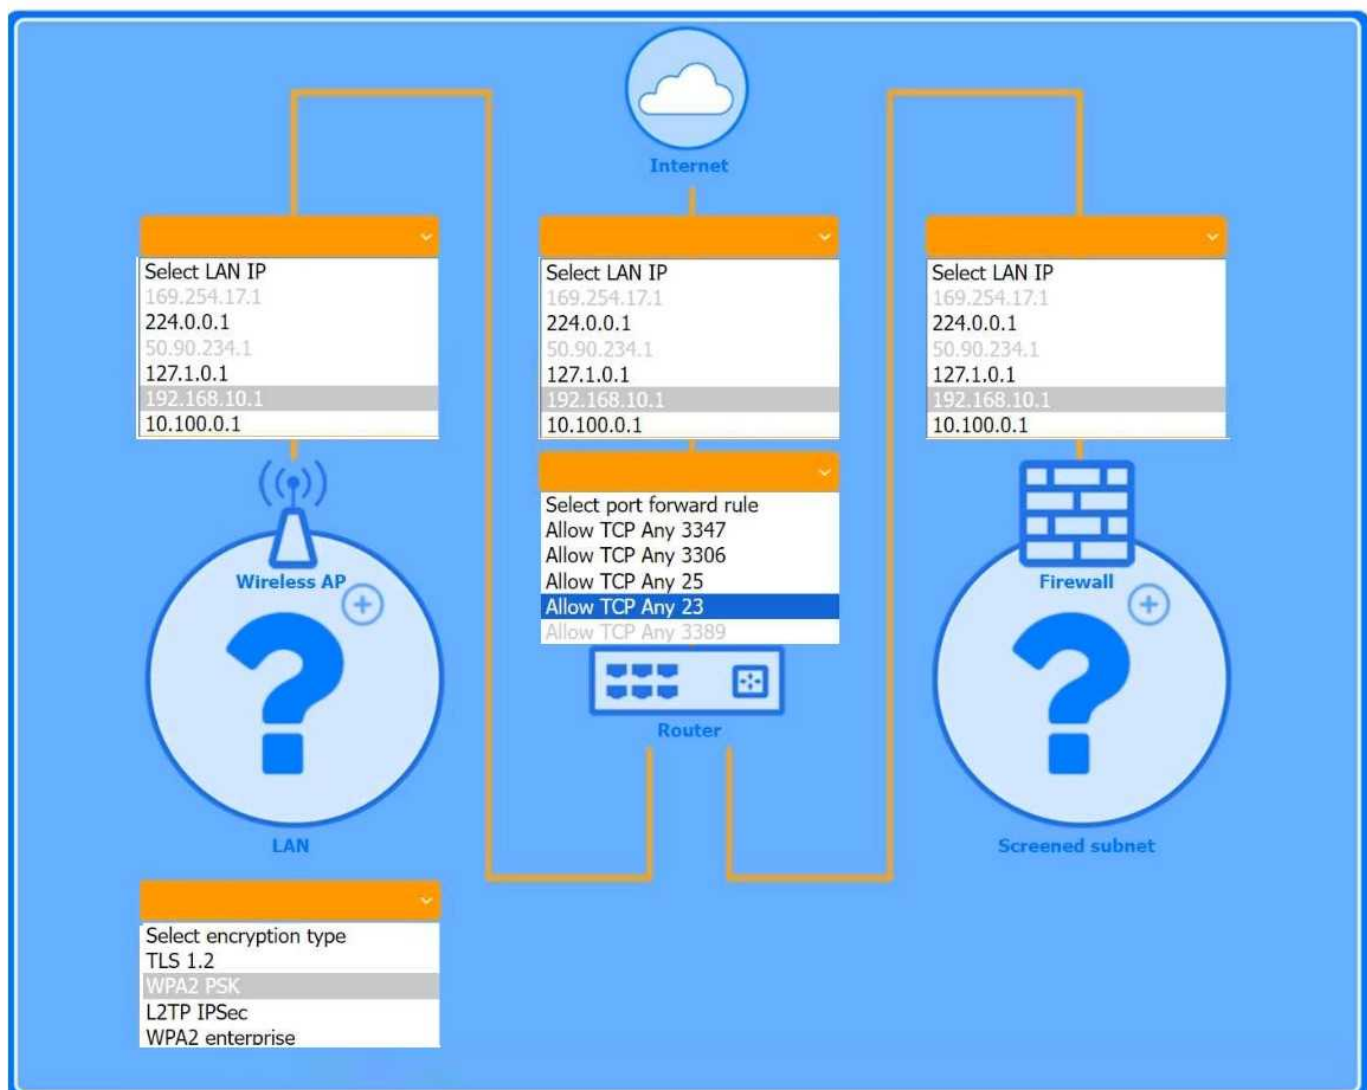 Internet
Select LAN IP
169.254.17.1
224.0.0.1
50.90.234.1
127.1.0.1
192.168.10.1
10.100.0.1
Select LAN IP
169.254.17.1
224.0.0.1
50.90.234.1
127.1.0.1
192.168.10.1
10.100.0.1
Select LAN IP
169.254.17.1
224.0.0.1
50.90.234.1
127.1.0.1
192.168.10.1
10.100.0.1
Select port forward rule
Allow TCP Any 3347
Allow TCP Any 3306
Allow TCP Any 25
Allow TCP Any 23
Allow TCP Any 3389
Wireless AP
Firewall
Router
LAN
Screened subnet
Select encryption type
TLS 1.2
WPA2 PSK
L2TP IPSec
WPA2 enterprise